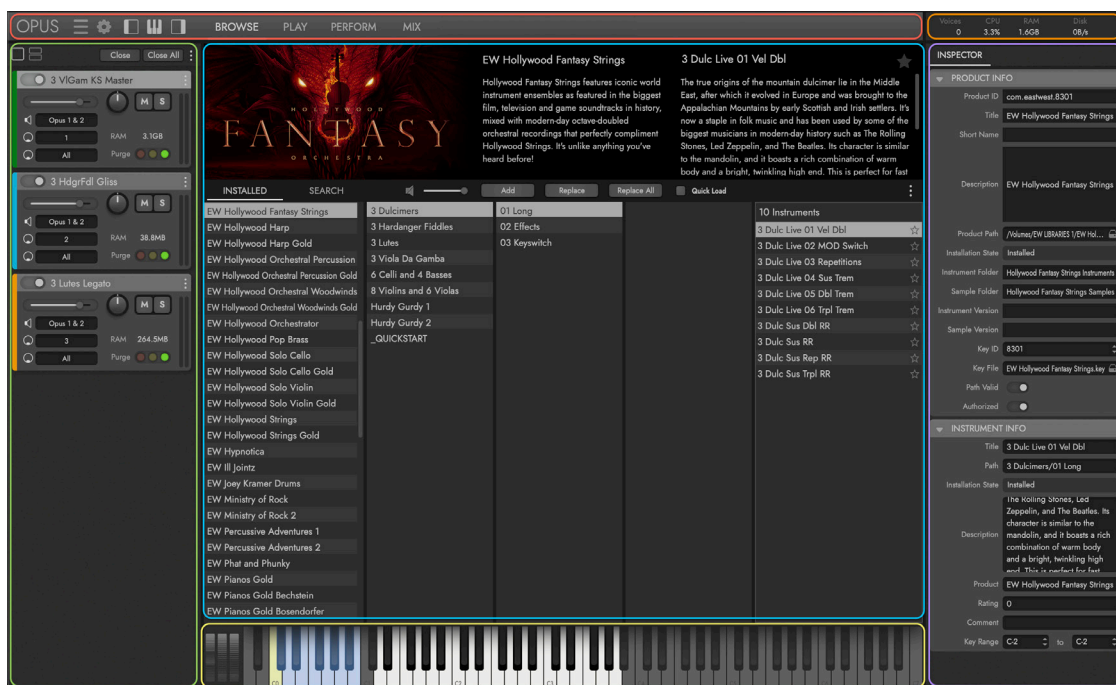 OPUS
BROWSE PLAY PERFORM MIX
Voices CPU RAM Disk
0 3.3% 1.6GB 0B/s
Close Close All
3 VlGam KS Master
M S
Opus 1 & 2
1 RAM 3.1GB
All Purge
3 HdgrFdl Gliss
M S
Opus 1 & 2
2 RAM 38.8MB
All Purge
3 Lutes Legato
M S
Opus 1 & 2
3 RAM 264.5MB
All Purge
HOLLYWOOD
FANTASY
ORCHESTRA
EW Hollywood Fantasy Strings
Hollywood Fantasy Strings features iconic world
instrument ensembles as featured in the biggest
film, television and game soundtracks in history,
mixed with modern-day octave-doubled
orchestral recordings that perfectly compliment
Hollywood Strings. It's unlike anything you've
heard before!
3 Dulc Live 01 Vel Dbl
The true origins of the mountain dulcimer lie in the Middle
East, after which it evolved in Europe and was brought to the
Appalachian Mountains by early Scottish and Irish settlers. It's
now a staple in folk music and has been used by some of the
biggest musicians in modern-day history such as The Rolling
Stones, Led Zeppelin, and The Beatles. Its character is similar
to the mandolin, and it boasts a rich combination of warm
body and a bright, twinkling high end. This is perfect for fast
INSTALLED SEARCH Add Replace Replace All Quick Load
EW Hollywood Fantasy Strings
EW Hollywood Harp
EW Hollywood Harp Gold
EW Hollywood Orchestral Percussion
EW Hollywood Orchestral Percussion Gold
EW Hollywood Orchestral Woodwinds
EW Hollywood Orchestral Woodwinds Gold
EW Hollywood Orchestrator
EW Hollywood Pop Brass
EW Hollywood Solo Cello
EW Hollywood Solo Cello Gold
EW Hollywood Solo Violin
EW Hollywood Solo Violin Gold
EW Hollywood Strings
EW Hollywood Strings Gold
EW Hypnotica
EW Ill Jointz
EW Joey Kramer Drums
EW Ministry of Rock
EW Ministry of Rock 2
EW Percussive Adventures 1
EW Percussive Adventures 2
EW Phat and Phunky
EW Pianos Gold
EW Pianos Gold Bechstein
EW Pianos Gold Bosendorfer
3 Dulcimers
3 Hardanger Fiddles
3 Lutes
3 Viola Da Gamba
6 Celli and 4 Basses
8 Violins and 6 Violas
Hurdy Gurdy 1
Hurdy Gurdy 2
_QUICKSTART
01 Long
02 Effects
03 Keyswitch
10 Instruments
3 Dulc Live 01 Vel Dbl
3 Dulc Live 02 MOD Switch
3 Dulc Live 03 Repetitions
3 Dulc Live 04 Sus Trem
3 Dulc Live 05 Dbl Trem
3 Dulc Live 06 Trpl Trem
3 Dulc Sus Dbl RR
3 Dulc Sus RR
3 Dulc Sus Rep RR
3 Dulc Sus Trpl RR
C0 C2 C3
INSPECTOR
PRODUCT INFO
Product ID com.eastwest.8301
Title EW Hollywood Fantasy Strings
Short Name
Description EW Hollywood Fantasy Strings
Product Path /Volumes/EW LIBRARIES 1/EW Hol...
Installation State Installed
Instrument Folder Hollywood Fantasy Strings Instruments
Sample Folder Hollywood Fantasy Strings Samples
Instrument Version
Sample Version
Key ID 8301
Key File EW Hollywood Fantasy Strings.key
Path Valid
Authorized
INSTRUMENT INFO
Title 3 Dulc Live 01 Vel Dbl
Path 3 Dulcimers/01 Long
Installation State Installed
The Rolling Stones, Led
Zeppelin, and The Beatles. Its
character is similar to the
Description mandolin, and it boasts a rich
combination of warm body
and a bright, twinkling high
end. This is perfect for fast
Product EW Hollywood Fantasy Strings
Rating 0
Comment
Key Range C-2 to C-2